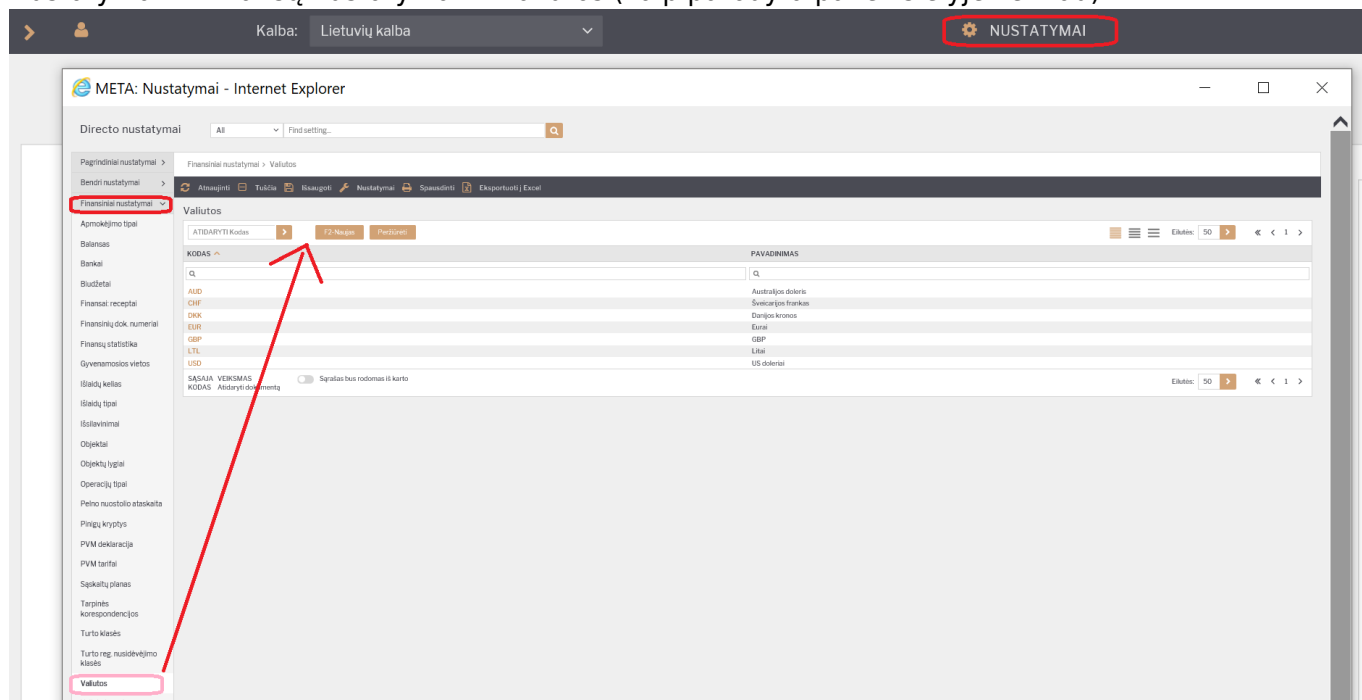 Kalba: Lietuvių kalba NUSTATYMAI
META: Nustatymai - Internet Explorer
Directo nustatymai All Find setting...
Pagrindiniai nustatymai
Bendri nustatymai
Finansiniai nustatymai
Apmokėjimo tipai
Balansas
Bankai
Biudžetai
Finansai: receptai
Finansinių dok. numeriai
Finansų statistika
Gyvenamosios vietos
Išlaidų kelias
Išlaidų tipai
Išsilavinimai
Objektai
Objektų lygiai
Operacijų tipai
Pelno nuostolio ataskaita
Pinigų kryptys
PVM deklaracija
PVM tarifai
Sąskaitų planas
Tarpinės
korespondencijos
Turto klasės
Turto reg. nusidėvėjimo
klasės
Valiutos
Finansiniai nustatymai > Valiutos
Atnaujinti Tuščia Išsaugoti Nustatymai Spausdinti Eksportuoti į Excel
Valiutos
ATIDARYTI Kodas F2-Naujas Peržiūrėti Eilutės: 50 1
KODAS PAVADINIMAS
AUD Australijos doleris
CHF Šveicarijos frankas
DKK Danijos kronos
EUR Eurai
GBP GBP
LTL Litai
USD US doleriai
SĄSAJA VEIKSMAS Sąrašas bus rodomas iš karto
KODAS Atidaryti dokumentą Eilutės: 50 1